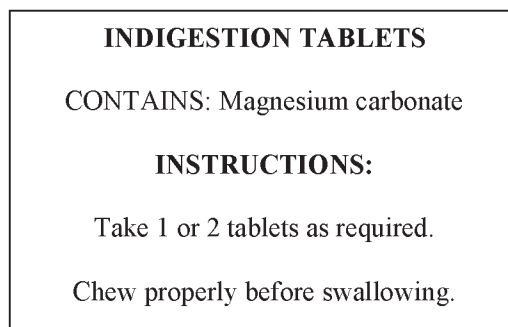 INDIGESTION TABLETS
CONTAINS: Magnesium carbonate
INSTRUCTIONS:
Take 1 or 2 tablets as required.
Chew properly before swallowing.